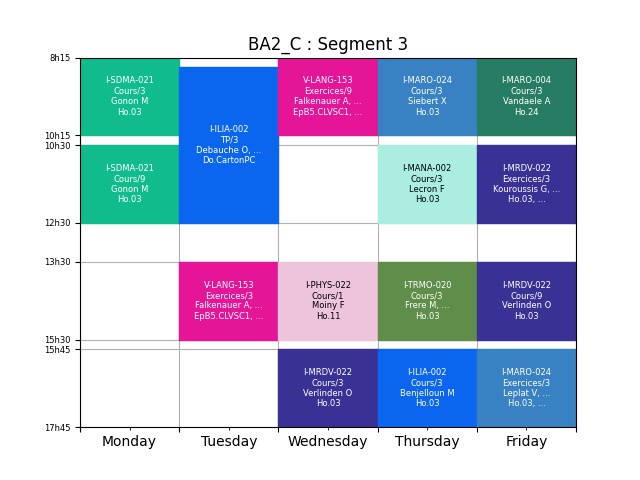 BA2_C : Segment 3
8h15
10h15
10h30
12h30
13h30
15h30
15h45
17h45
I-SDMA-021
Cours/3
Gonon M
Ho.03
I-SDMA-021
Cours/9
Gonon M
Ho.03
I-ILIA-002
TP/3
Debauche O, ...
Do.CartonPC
V-LANG-153
Exercices/3
Falkenauer A, ...
EpB5.CLVSC1, ...
V-LANG-153
Exercices/9
Falkenauer A, ...
EpB5.CLVSC1, ...
I-PHYS-022
Cours/1
Moiny F
Ho.11
I-MRDV-022
Cours/3
Verlinden O
Ho.03
I-MARO-024
Cours/3
Siebert X
Ho.03
I-MANA-002
Cours/3
Lecron F
Ho.03
I-TRMO-020
Cours/3
Frere M, ...
Ho.03
I-ILIA-002
Cours/3
Benjelloun M
Ho.03
I-MARO-004
Cours/3
Vandaele A
Ho.24
I-MRDV-022
Exercices/3
Kouroussis G, ...
Ho.03, ...
I-MRDV-022
Cours/9
Verlinden O
Ho.03
I-MARO-024
Exercices/3
Leplat V, ...
Ho.03, ...
Monday
Tuesday
Wednesday
Thursday
Friday